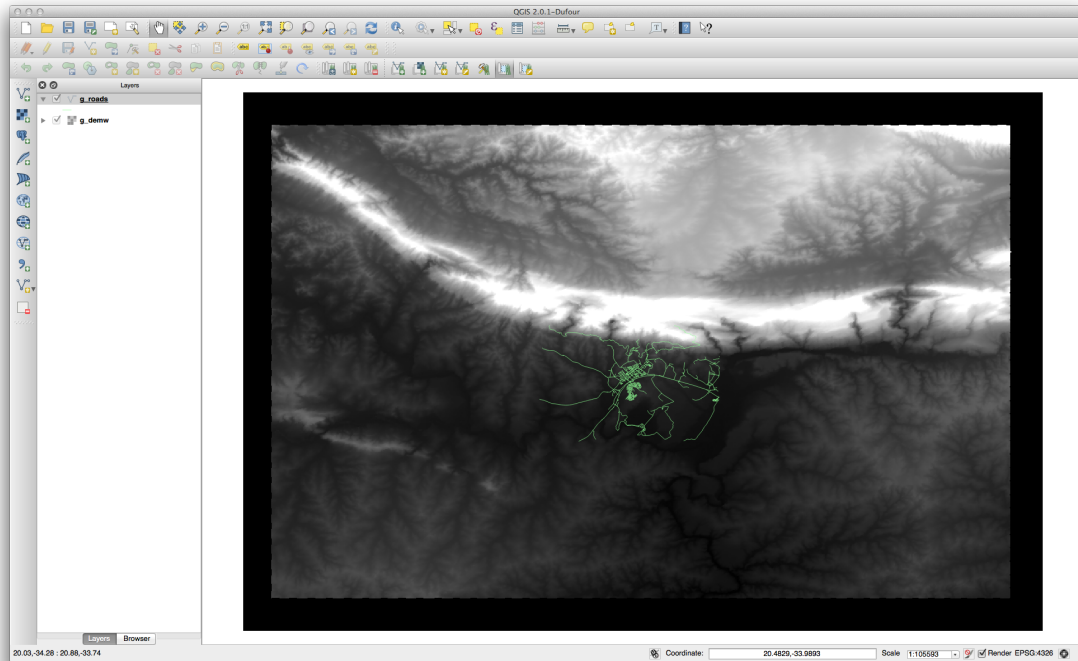 QGIS 2.0.1-Dufour
Layers
g_roads
g_demw
Layers
Browser
20.03,-34.28 : 20.88,-33.74
Coordinate:
20.4829,-33.9893
Scale
1:105593
Render
EPSG:4326